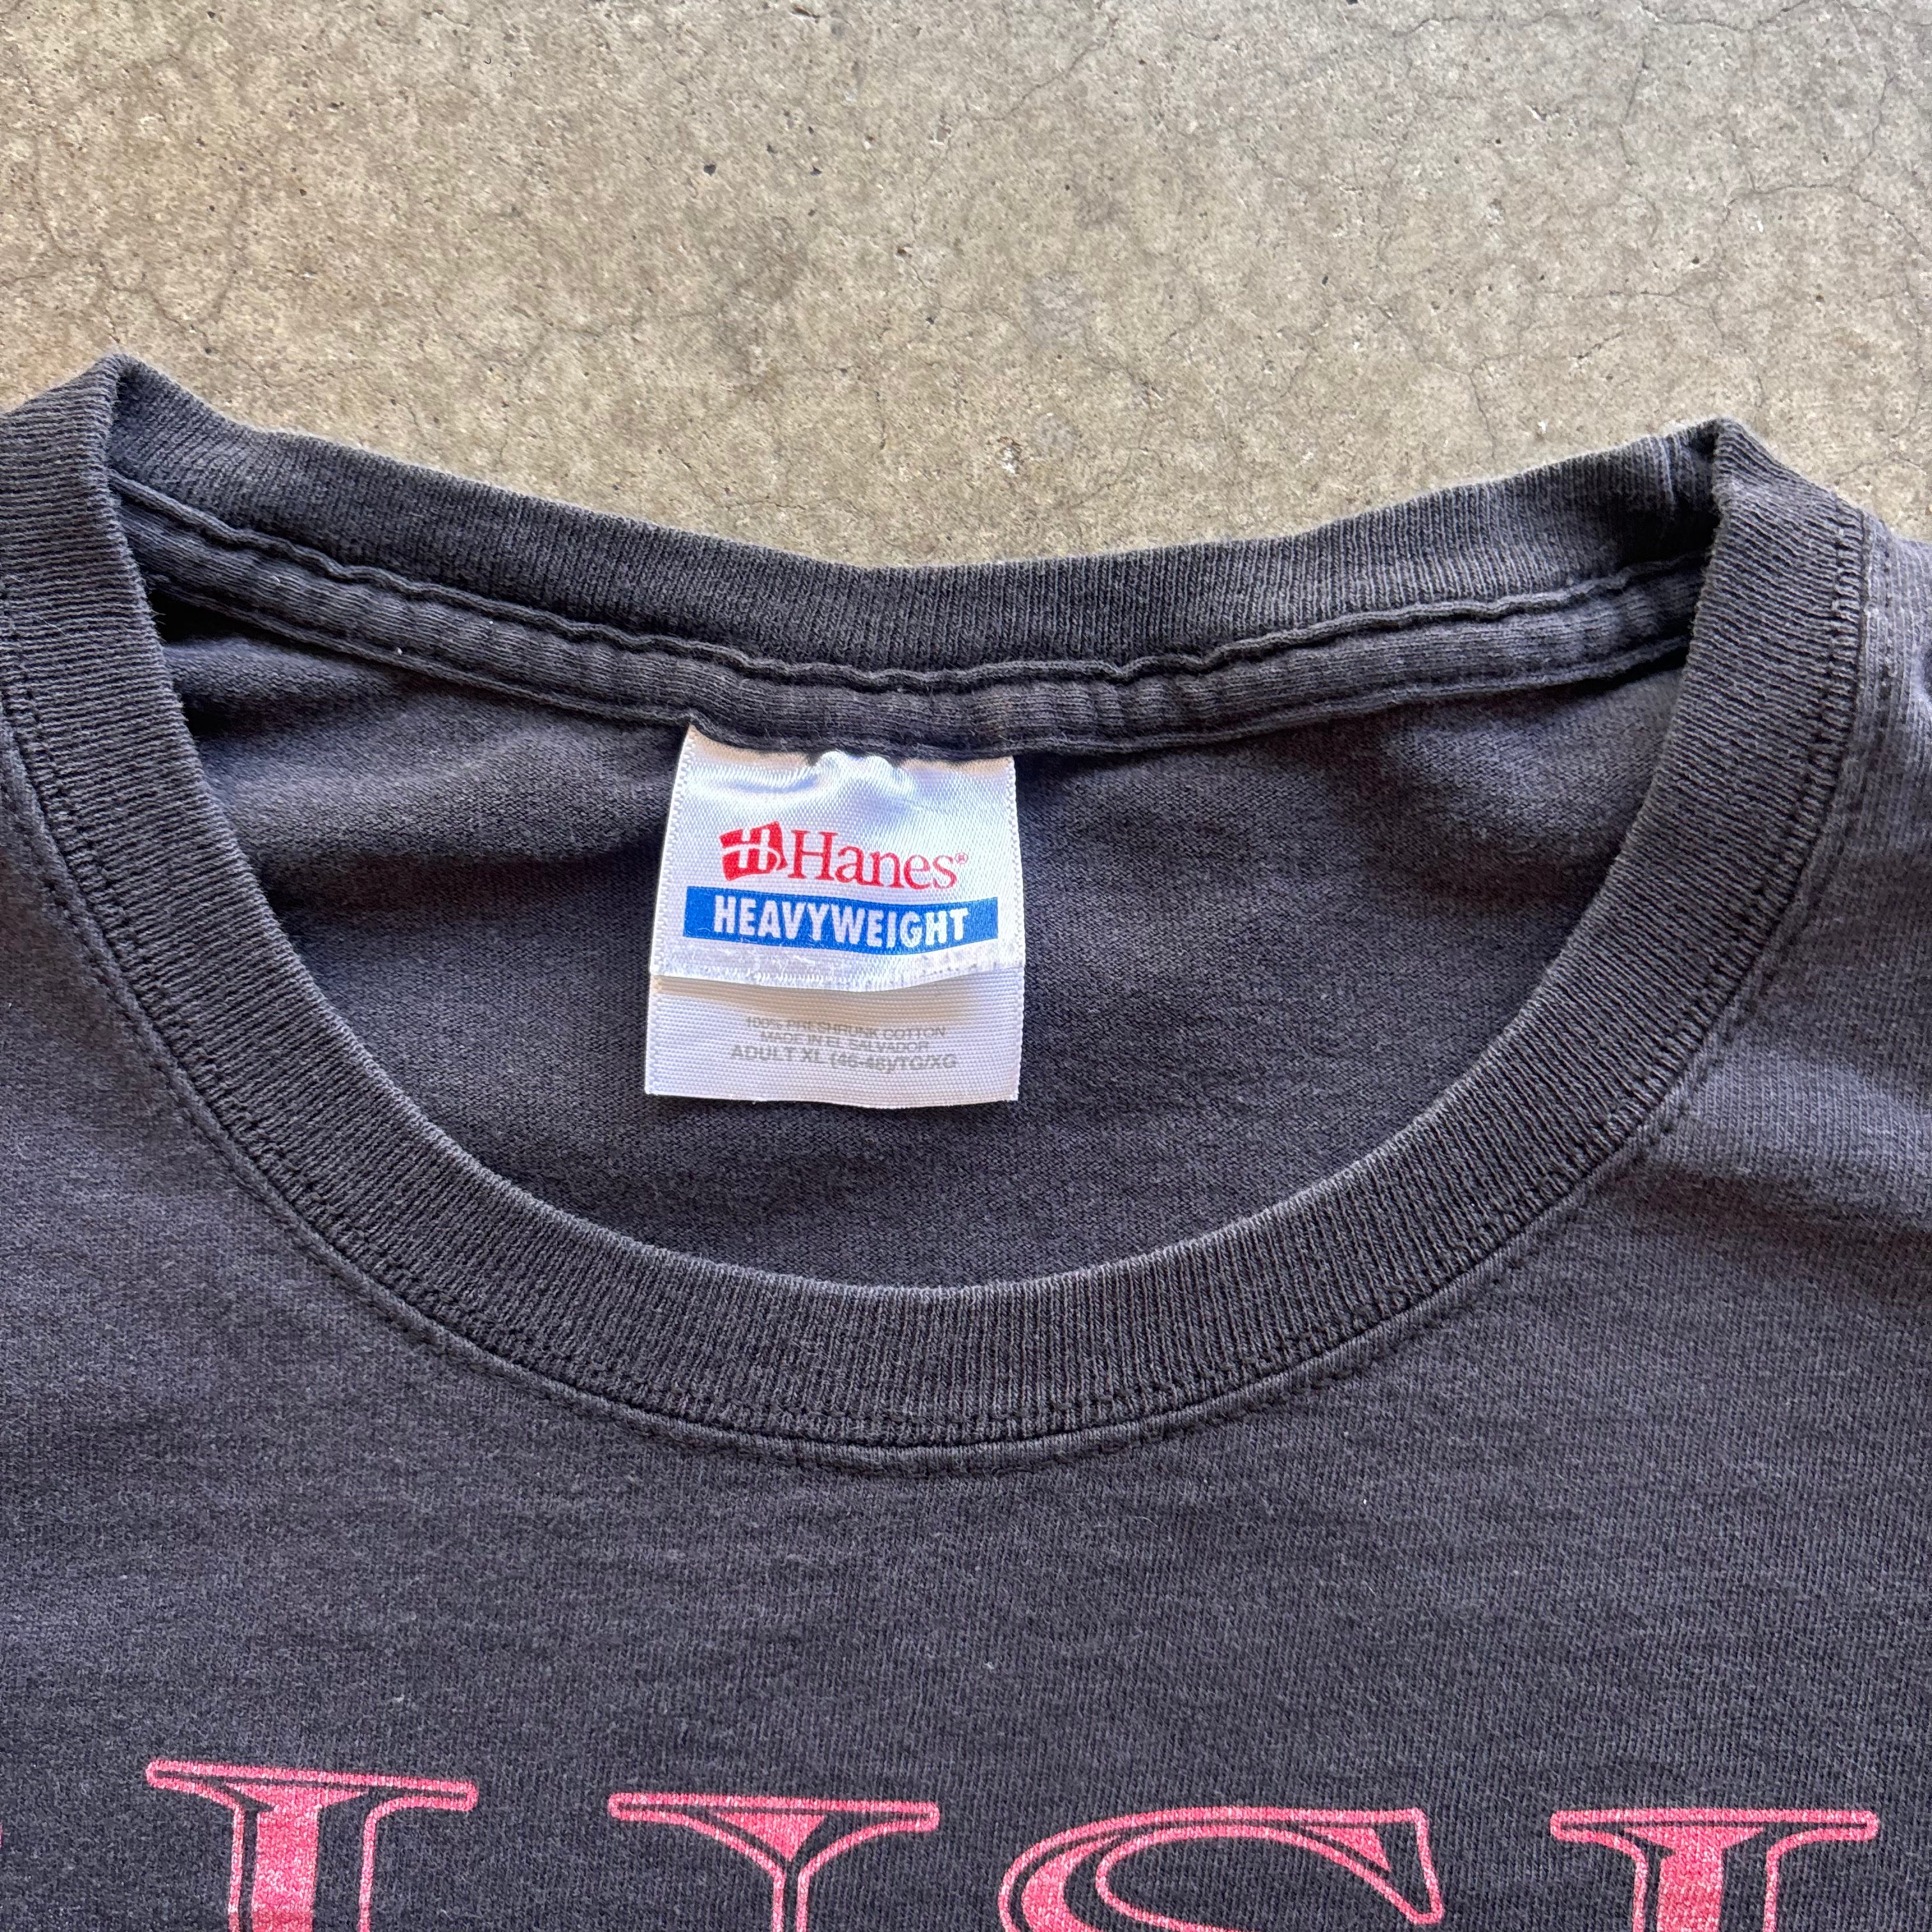 Hanes®
HEAVYWEIGHT
100% PRESHRUNK COTTON
MADE IN EL SALVADOR
ADULT XL (46-48)/TG/XG